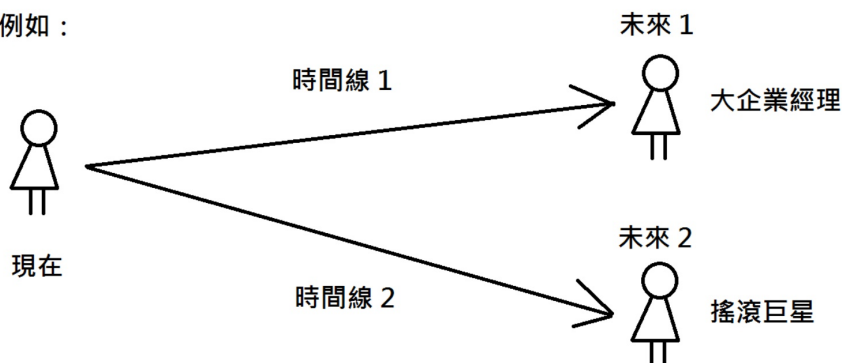 例如：
未來 1
時間線 1
大企業經理
現在
未來 2
時間線 2
搖滾巨星